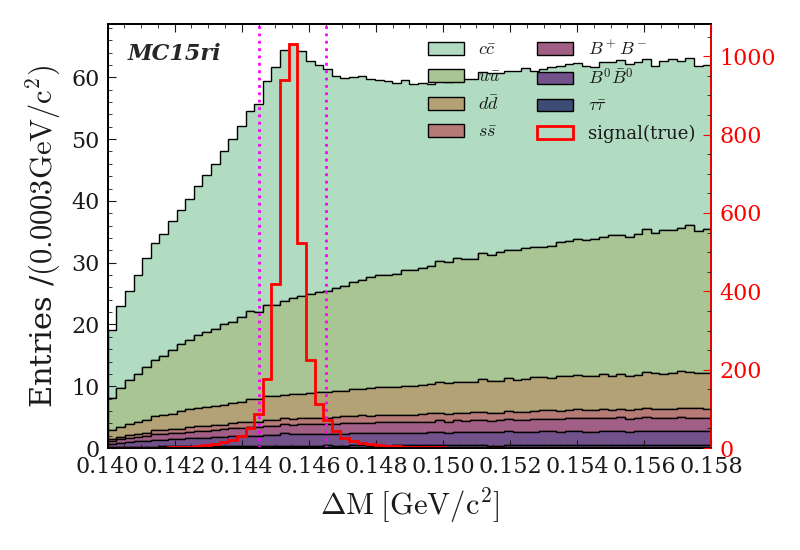 MC15ri
cc̄
uū
dd̄
ss̄
B⁺B⁻
B⁰B̄⁰
ττ̄
signal(true)
Entries /(0.0003GeV/c²)
60
50
40
30
20
10
0
1000
800
600
400
200
0
0.140 0.142 0.144 0.146 0.148 0.150 0.152 0.154 0.156 0.158
ΔM [GeV/c²]